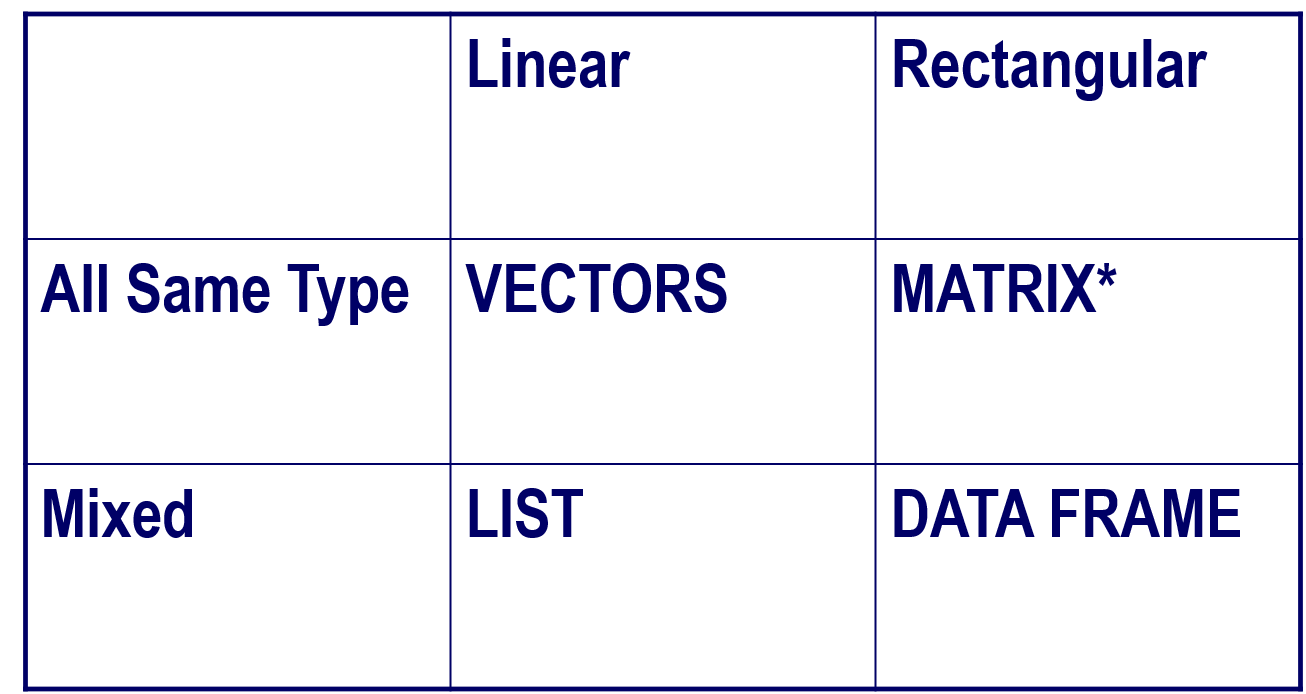 Linear Rectangular
All Same Type VECTORS MATRIX*
Mixed LIST DATA FRAME